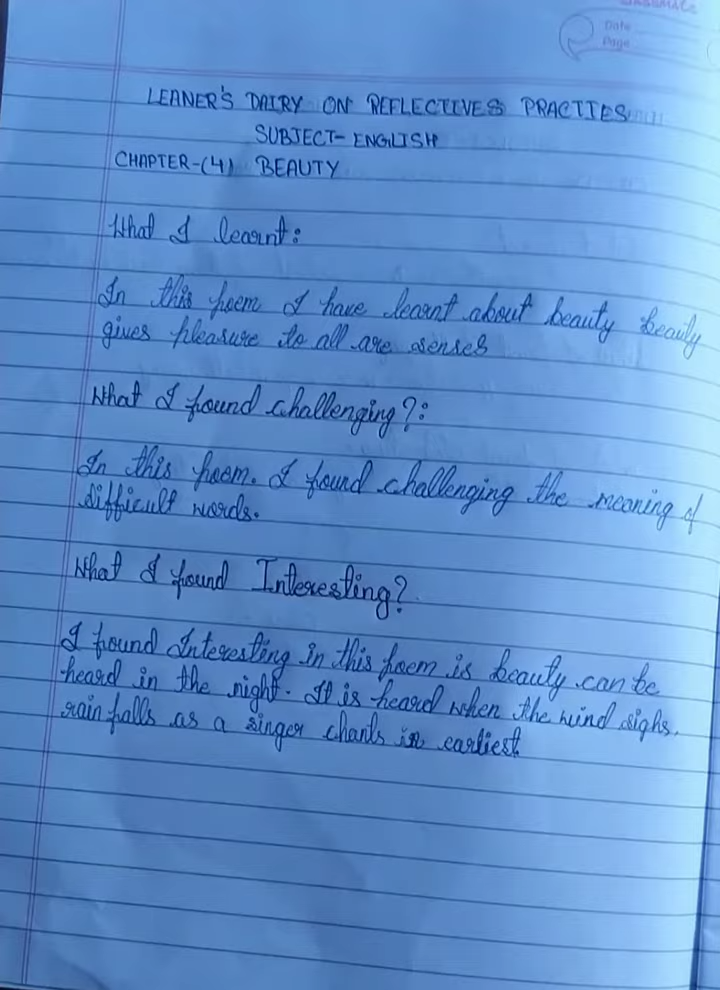 Date
Page
LEANER'S DAIRY ON REFLECTIVES PRACTIES
SUBJECT- ENGLISH
CHAPTER-(4) BEAUTY
What I learnt:
In this poem I have learnt about beauty beauty
gives pleasure to all are senses
What I found challenging?:
In this poem. I found challenging the meaning of
difficult words.
What I found Interesting?
I found Interesting in this poem is beauty can be
heard in the night. It is heard when the wind sighs,
rain falls as a singer chants in earliest